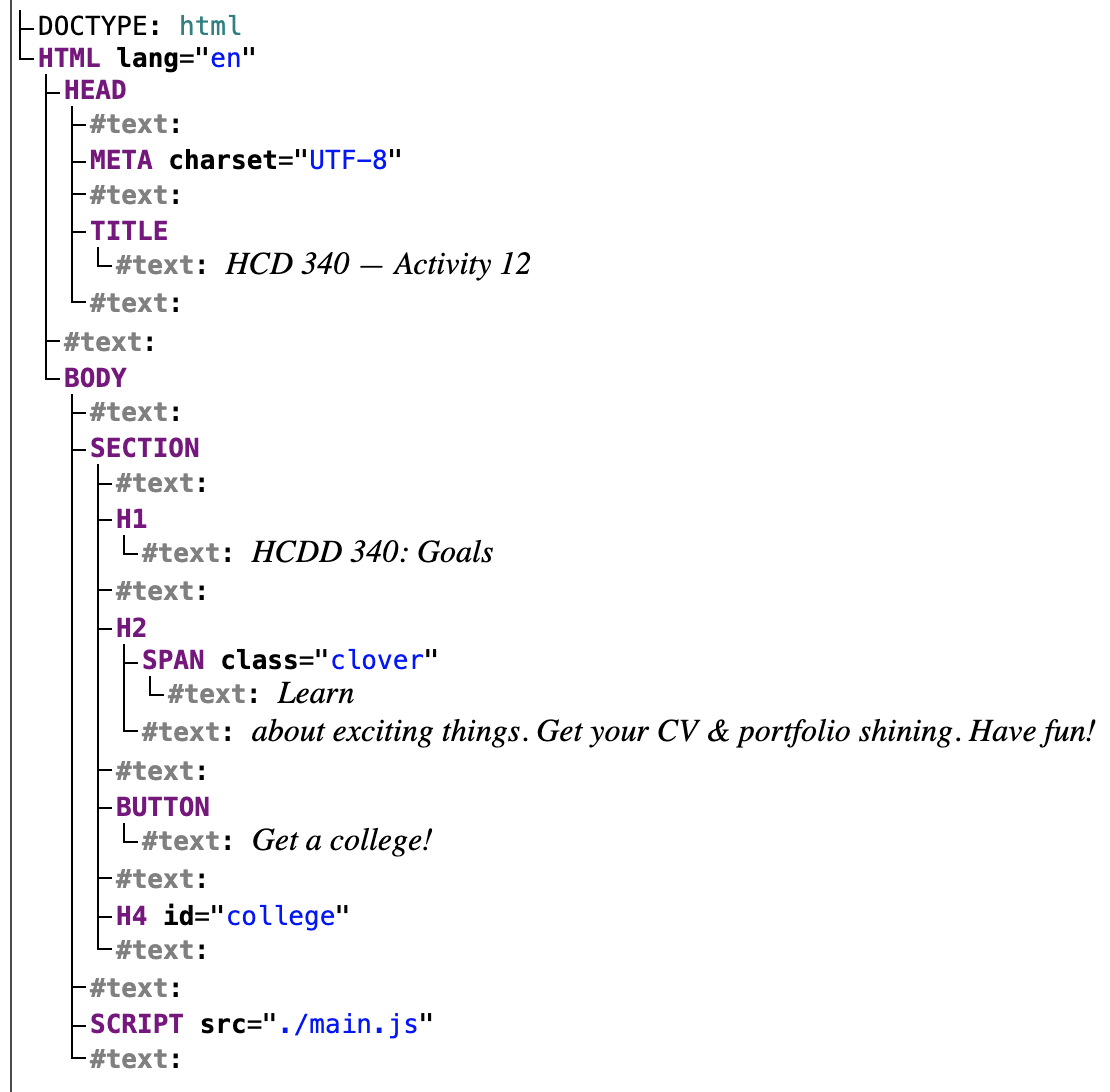 DOCTYPE: html
HTML lang="en"
HEAD
#text:
META charset="UTF-8"
#text:
TITLE
#text: HCD 340 — Activity 12
#text:
#text:
BODY
#text:
SECTION
#text:
H1
#text: HCDD 340: Goals
#text:
H2
SPAN class="clover"
#text: Learn
#text: about exciting things. Get your CV & portfolio shining. Have fun!
#text:
BUTTON
#text: Get a college!
#text:
H4 id="college"
#text:
#text:
SCRIPT src="./main.js"
#text: